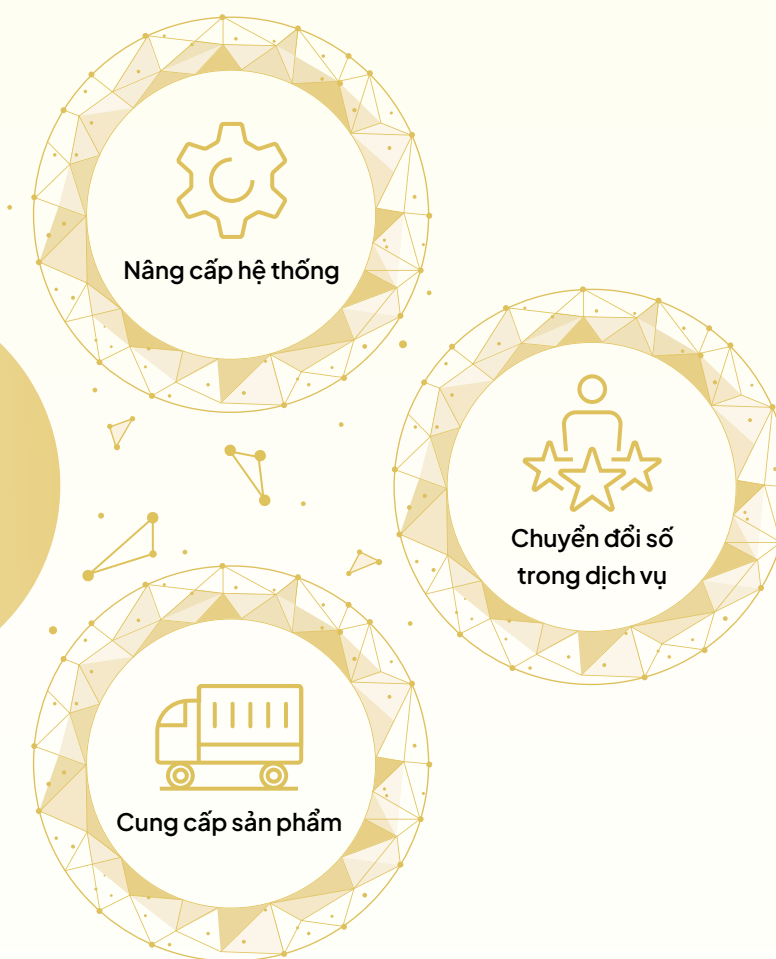 Nâng cấp hệ thống
Chuyển đổi số
trong dịch vụ
Cung cấp sản phẩm